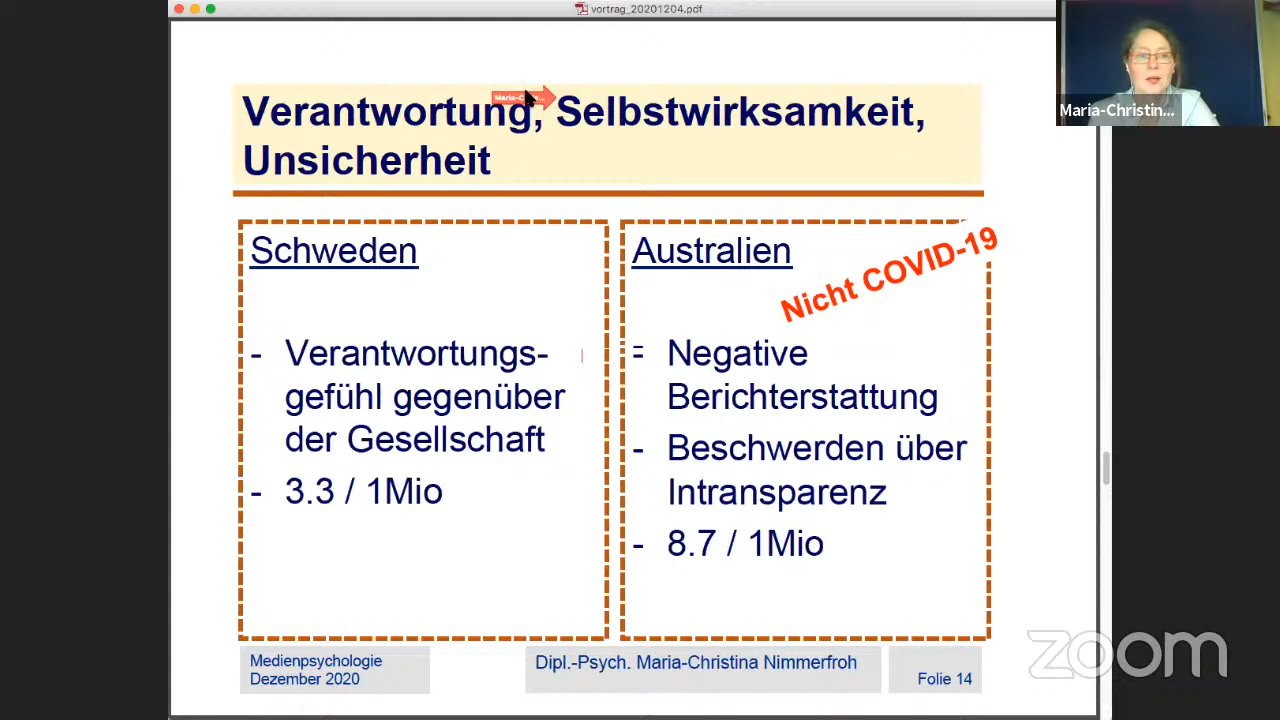 vortrag_20201204.pdf
Maria-Christin...
Verantwortung, Selbstwirksamkeit,
Unsicherheit
Schweden
- Verantwortungs-
gefühl gegenüber
der Gesellschaft
- 3.3 / 1Mio
Australien
Nicht COVID-19
- Negative
Berichterstattung
- Beschwerden über
Intransparenz
- 8.7 / 1Mio
Medienpsychologie
Dezember 2020
Dipl.-Psych. Maria-Christina Nimmerfroh
Folie 14
zoom